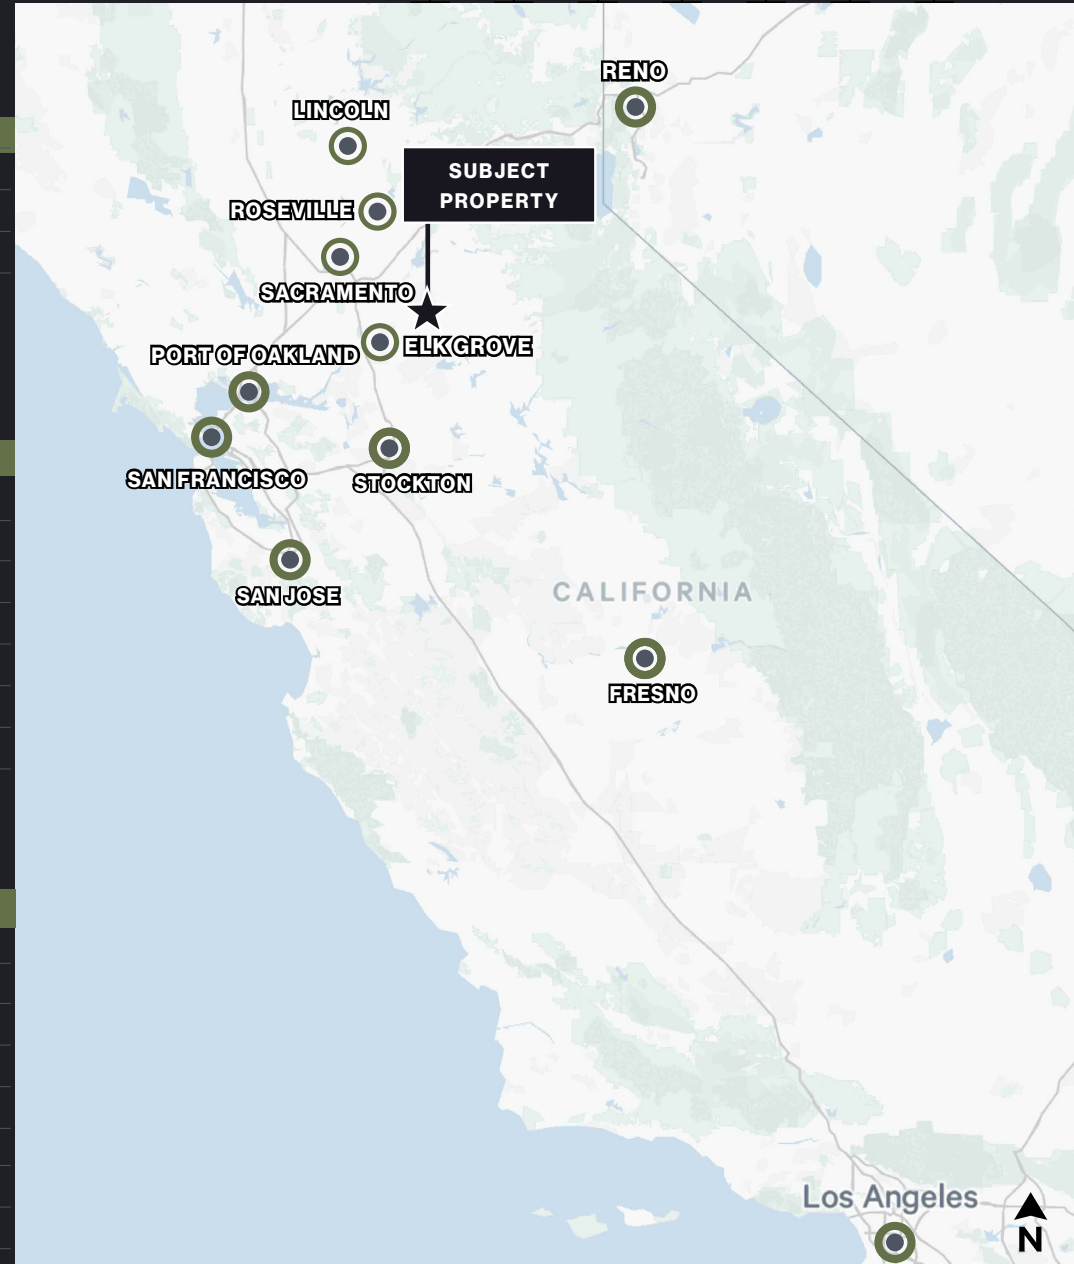 RENO
LINCOLN
SUBJECT
PROPERTY
ROSEVILLE
SACRAMENTO
ELK GROVE
PORT OF OAKLAND
SAN FRANCISCO
STOCKTON
SAN JOSE
CALIFORNIA
FRESNO
Los Angeles
N